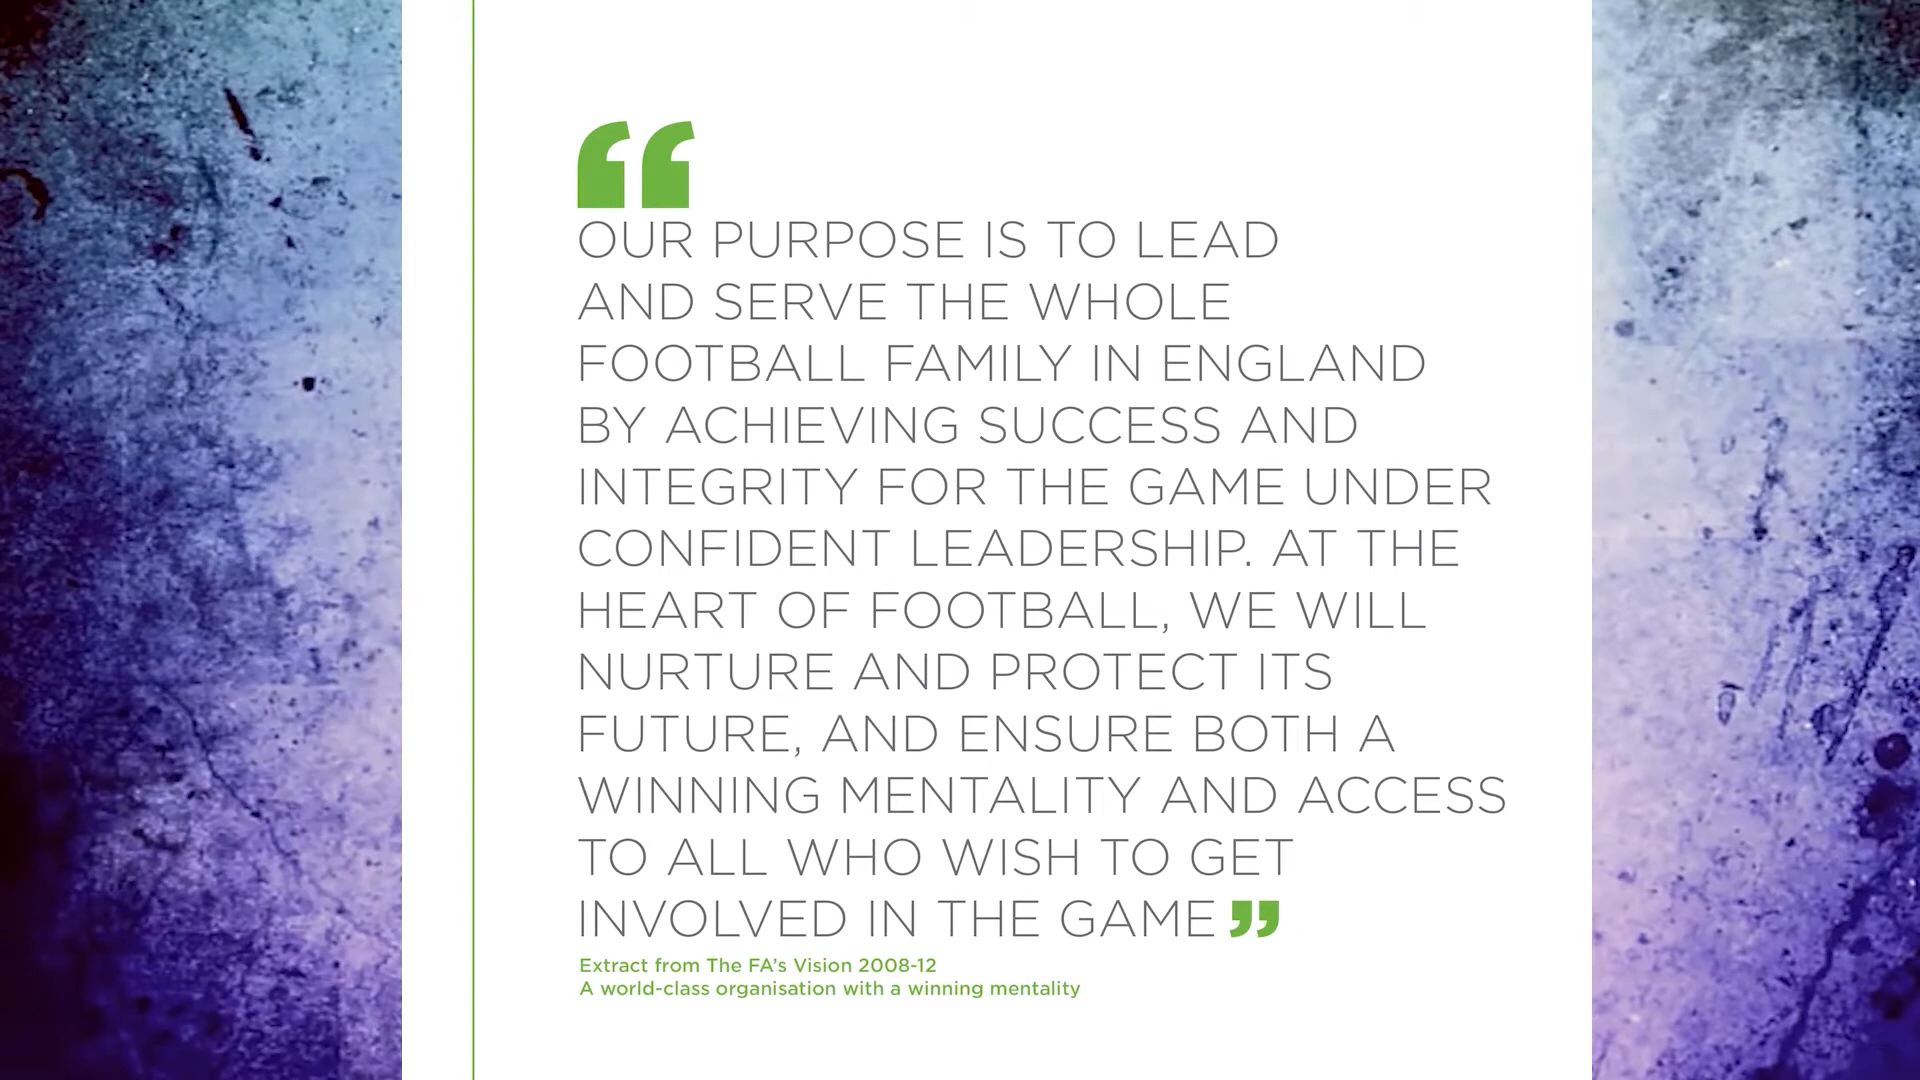 “
OUR PURPOSE IS TO LEAD
AND SERVE THE WHOLE
FOOTBALL FAMILY IN ENGLAND
BY ACHIEVING SUCCESS AND
INTEGRITY FOR THE GAME UNDER
CONFIDENT LEADERSHIP. AT THE
HEART OF FOOTBALL, WE WILL
NURTURE AND PROTECT ITS
FUTURE, AND ENSURE BOTH A
WINNING MENTALITY AND ACCESS
TO ALL WHO WISH TO GET
INVOLVED IN THE GAME ”
Extract from The FA’s Vision 2008-12
A world-class organisation with a winning mentality